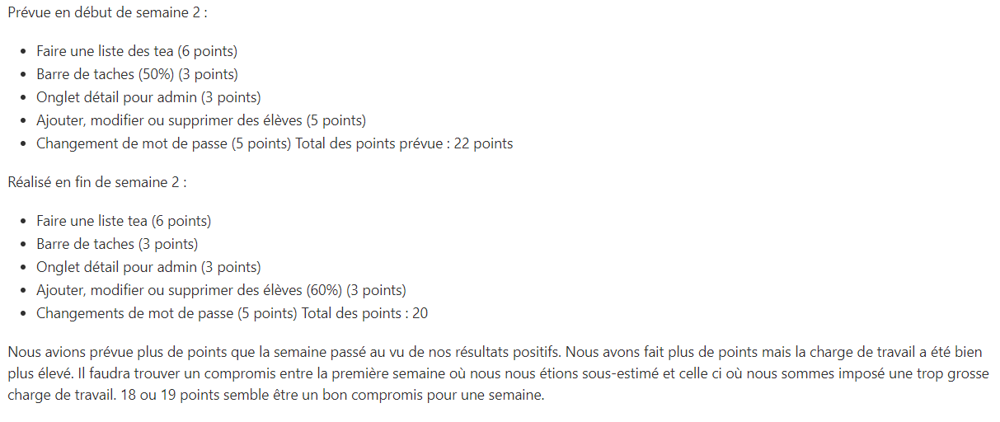 Prévue en début de semaine 2 :
Faire une liste des tea (6 points)
Barre de taches (50%) (3 points)
Onglet détail pour admin (3 points)
Ajouter, modifier ou supprimer des élèves (5 points)
Changement de mot de passe (5 points) Total des points prévue : 22 points
Réalisé en fin de semaine 2 :
Faire une liste tea (6 points)
Barre de taches (3 points)
Onglet détail pour admin (3 points)
Ajouter, modifier ou supprimer des élèves (60%) (3 points)
Changements de mot de passe (5 points) Total des points : 20
Nous avions prévue plus de points que la semaine passé au vu de nos résultats positifs. Nous avons fait plus de points mais la charge de travail a été bien
plus élevé. Il faudra trouver un compromis entre la première semaine où nous nous étions sous-estimé et celle ci où nous sommes imposé une trop grosse
charge de travail. 18 ou 19 points semble être un bon compromis pour une semaine.